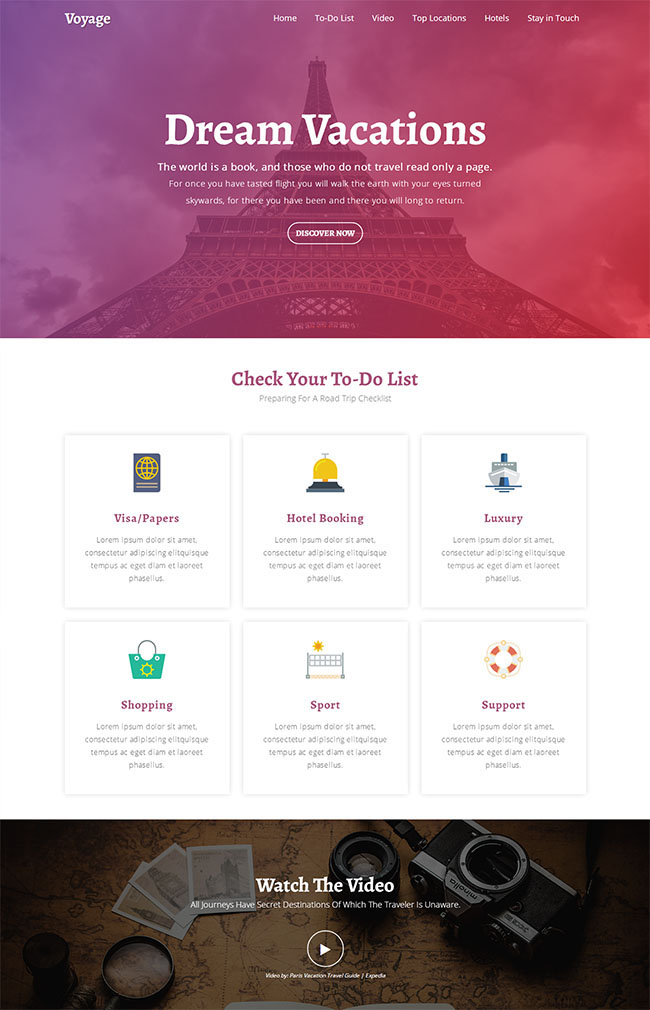 Voyage
Home To-Do List Video Top Locations Hotels Stay in Touch
Dream Vacations
The world is a book, and those who do not travel read only a page.
For once you have tasted flight you will walk the earth with your eyes turned
skywards, for there you have been and there you will long to return.
DISCOVER NOW
Check Your To-Do List
Preparing For A Road Trip Checklist
Visa/Papers
Lorem ipsum dolor sit amet,
consectetur adipiscing elitquisque
tempus ac eget diam et laoreet
phasellus.
Hotel Booking
Lorem ipsum dolor sit amet,
consectetur adipiscing elitquisque
tempus ac eget diam et laoreet
phasellus.
Luxury
Lorem ipsum dolor sit amet,
consectetur adipiscing elitquisque
tempus ac eget diam et laoreet
phasellus.
Shopping
Lorem ipsum dolor sit amet,
consectetur adipiscing elitquisque
tempus ac eget diam et laoreet
phasellus.
Sport
Lorem ipsum dolor sit amet,
consectetur adipiscing elitquisque
tempus ac eget diam et laoreet
phasellus.
Support
Lorem ipsum dolor sit amet,
consectetur adipiscing elitquisque
tempus ac eget diam et laoreet
phasellus.
Watch The Video
All Journeys Have Secret Destinations Of Which The Traveler Is Unaware.
Video by: Paris Vacation Travel Guide | Expedia
minolta